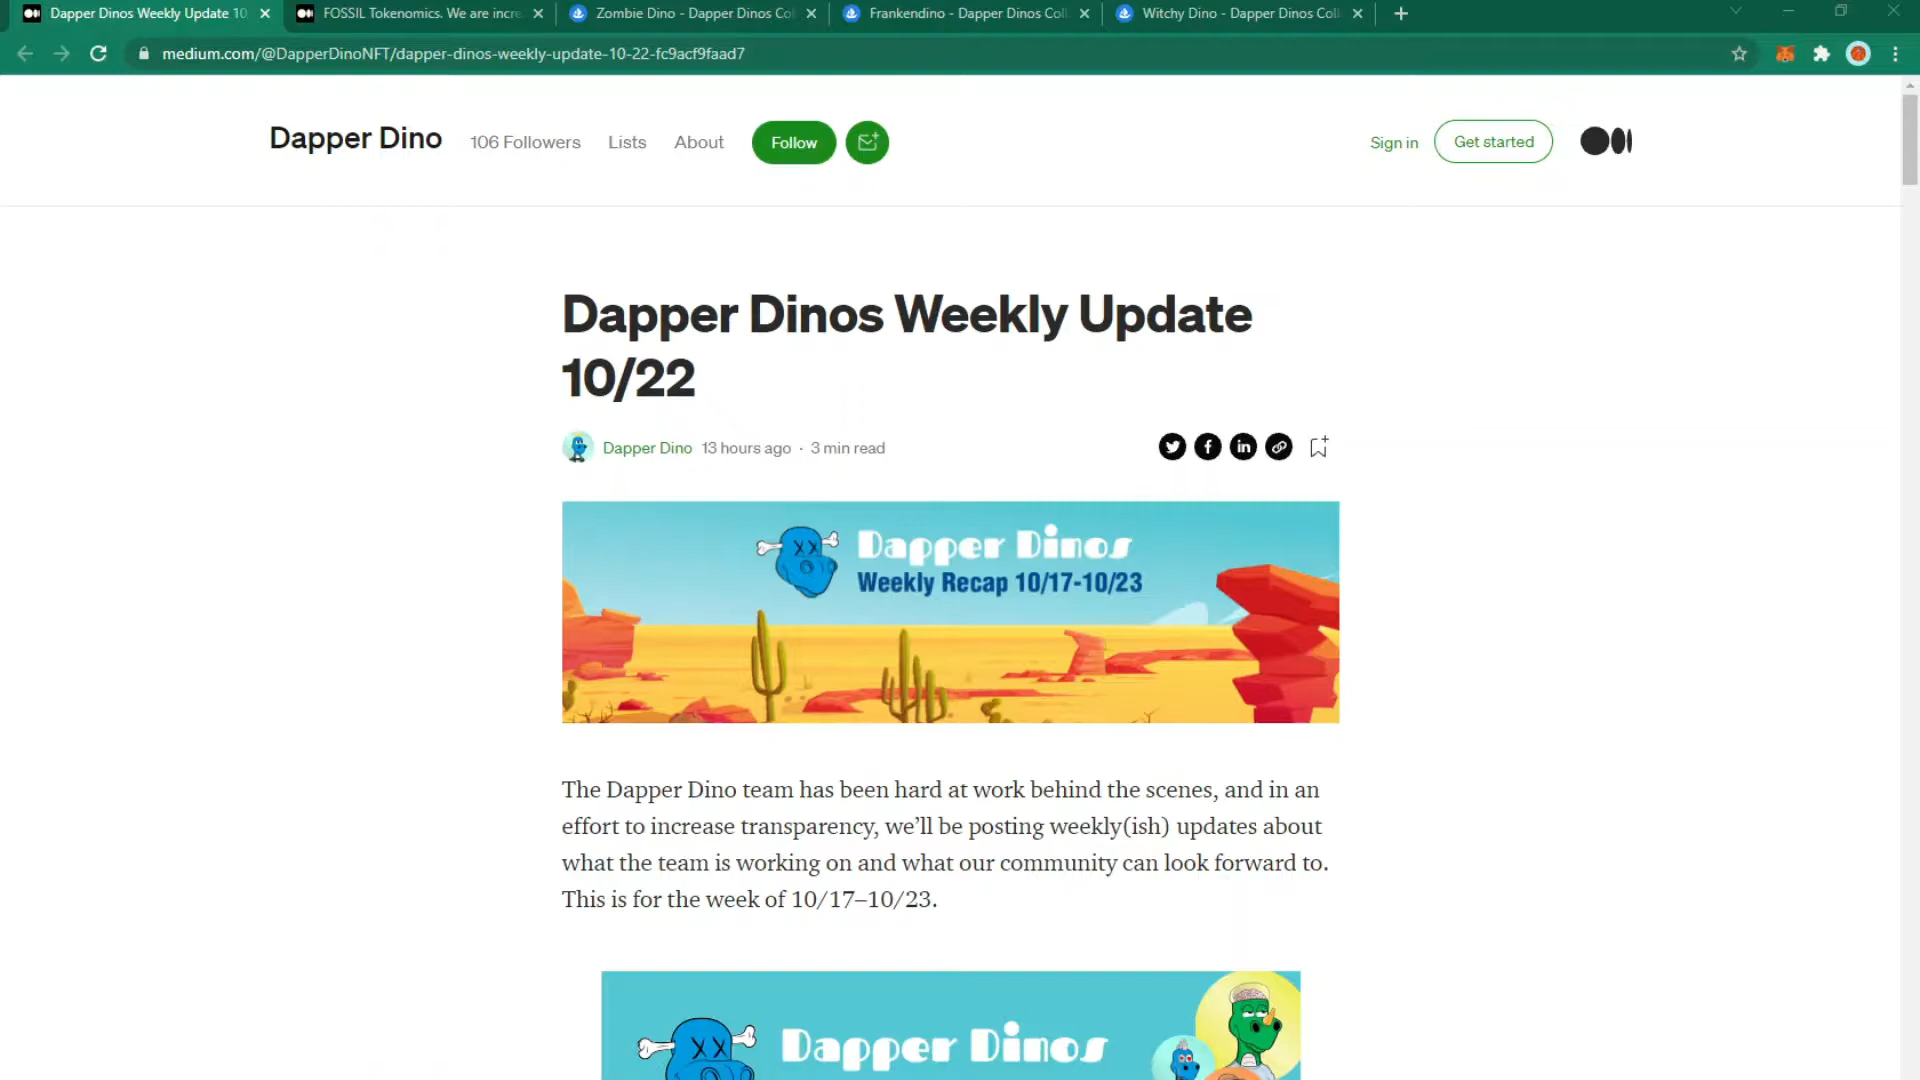 Dapper Dinos Weekly Update 10
FOSSIL Tokenomics. We are incre
Zombie Dino - Dapper Dinos Co
Frankendino - Dapper Dinos Coll
Witchy Dino - Dapper Dinos Coll
medium.com/@DapperDinoNFT/dapper-dinos-weekly-update-10-22-fc9acf9faad7
Dapper Dino 106 Followers Lists About Follow Sign in Get started
Dapper Dinos Weekly Update
10/22
Dapper Dino 13 hours ago · 3 min read
Dapper Dinos
Weekly Recap 10/17-10/23
The Dapper Dino team has been hard at work behind the scenes, and in an
effort to increase transparency, we’ll be posting weekly(ish) updates about
what the team is working on and what our community can look forward to.
This is for the week of 10/17–10/23.
Dapper Dinos